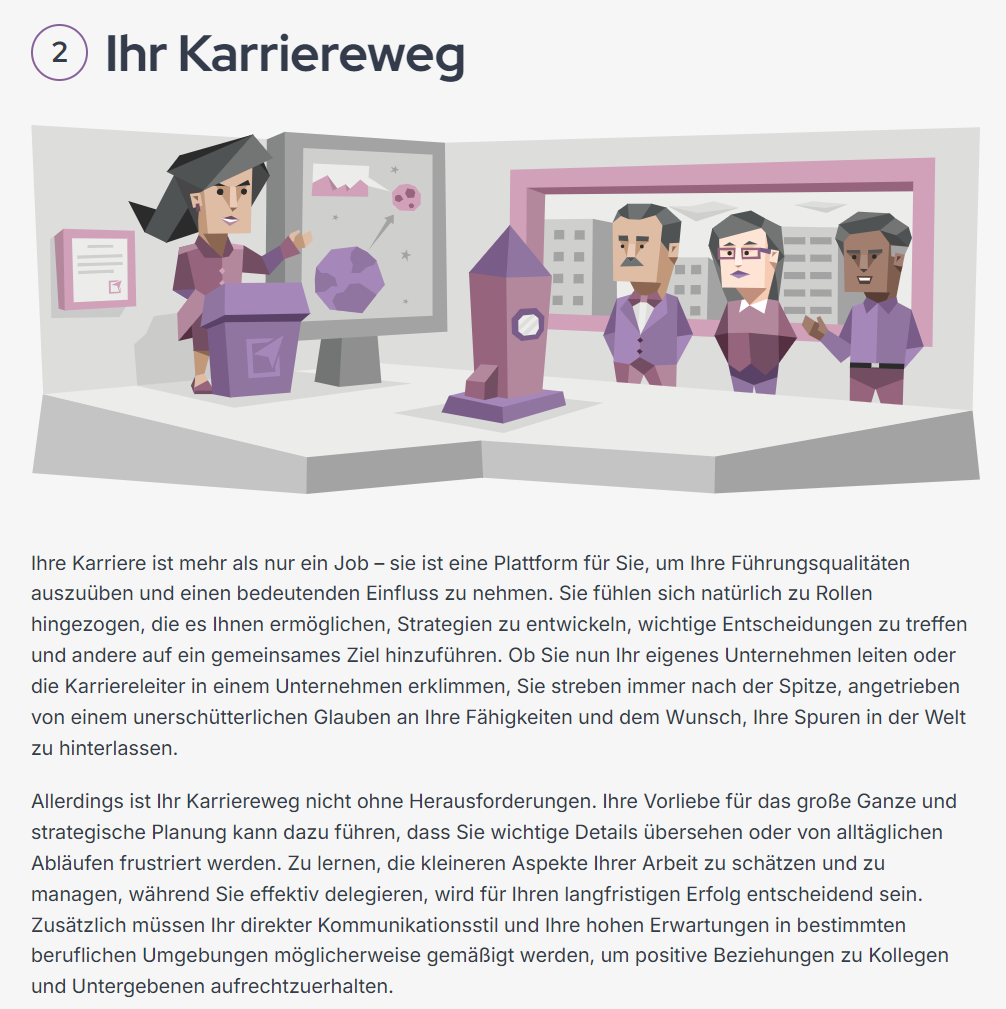 2
Ihr Karriereweg
Ihre Karriere ist mehr als nur ein Job – sie ist eine Plattform für Sie, um Ihre Führungsqualitäten
auszuüben und einen bedeutenden Einfluss zu nehmen. Sie fühlen sich natürlich zu Rollen
hingezogen, die es Ihnen ermöglichen, Strategien zu entwickeln, wichtige Entscheidungen zu treffen
und andere auf ein gemeinsames Ziel hinzuführen. Ob Sie nun Ihr eigenes Unternehmen leiten oder
die Karriereleiter in einem Unternehmen erklimmen, Sie streben immer nach der Spitze, angetrieben
von einem unerschütterlichen Glauben an Ihre Fähigkeiten und dem Wunsch, Ihre Spuren in der Welt
zu hinterlassen.
Allerdings ist Ihr Karriereweg nicht ohne Herausforderungen. Ihre Vorliebe für das große Ganze und
strategische Planung kann dazu führen, dass Sie wichtige Details übersehen oder von alltäglichen
Abläufen frustriert werden. Zu lernen, die kleineren Aspekte Ihrer Arbeit zu schätzen und zu
managen, während Sie effektiv delegieren, wird für Ihren langfristigen Erfolg entscheidend sein.
Zusätzlich müssen Ihr direkter Kommunikationsstil und Ihre hohen Erwartungen in bestimmten
beruflichen Umgebungen möglicherweise gemäßigt werden, um positive Beziehungen zu Kollegen
und Untergebenen aufrechtzuerhalten.